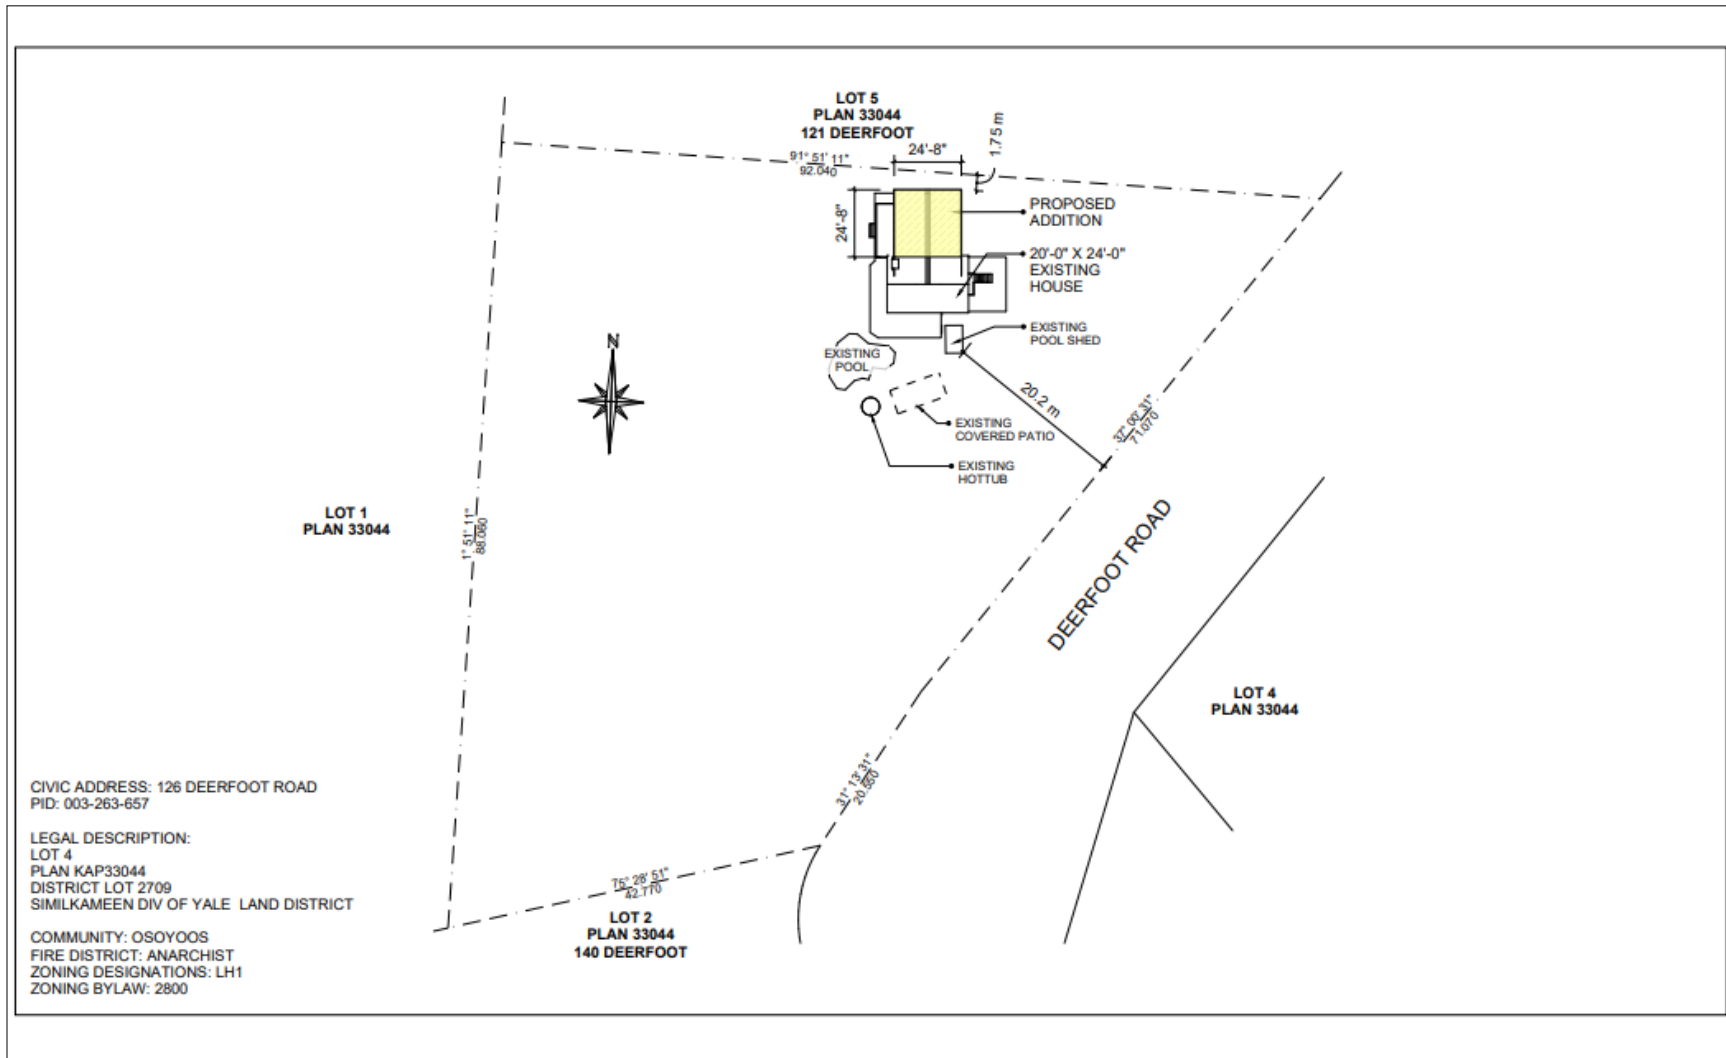 LOT 5
PLAN 33044
121 DEERFOOT
91° 51' 11"
92.040
24'-8"
1.75 m
24'-8"
PROPOSED
ADDITION
20'-0" X 24'-0"
EXISTING
HOUSE
EXISTING
POOL SHED
EXISTING
POOL
N
20.2 m
37° 00' 31"
71.070
EXISTING
COVERED PATIO
EXISTING
HOTTUB
LOT 1
PLAN 33044
1° 51' 11"
88.060
DEERFOOT ROAD
LOT 4
PLAN 33044
31° 13' 31"
20.550
75° 28' 51"
42.770
LOT 2
PLAN 33044
140 DEERFOOT
CIVIC ADDRESS: 126 DEERFOOT ROAD
PID: 003-263-657
LEGAL DESCRIPTION:
LOT 4
PLAN KAP33044
DISTRICT LOT 2709
SIMILKAMEEN DIV OF YALE LAND DISTRICT
COMMUNITY: OSOYOOS
FIRE DISTRICT: ANARCHIST
ZONING DESIGNATIONS: LH1
ZONING BYLAW: 2800